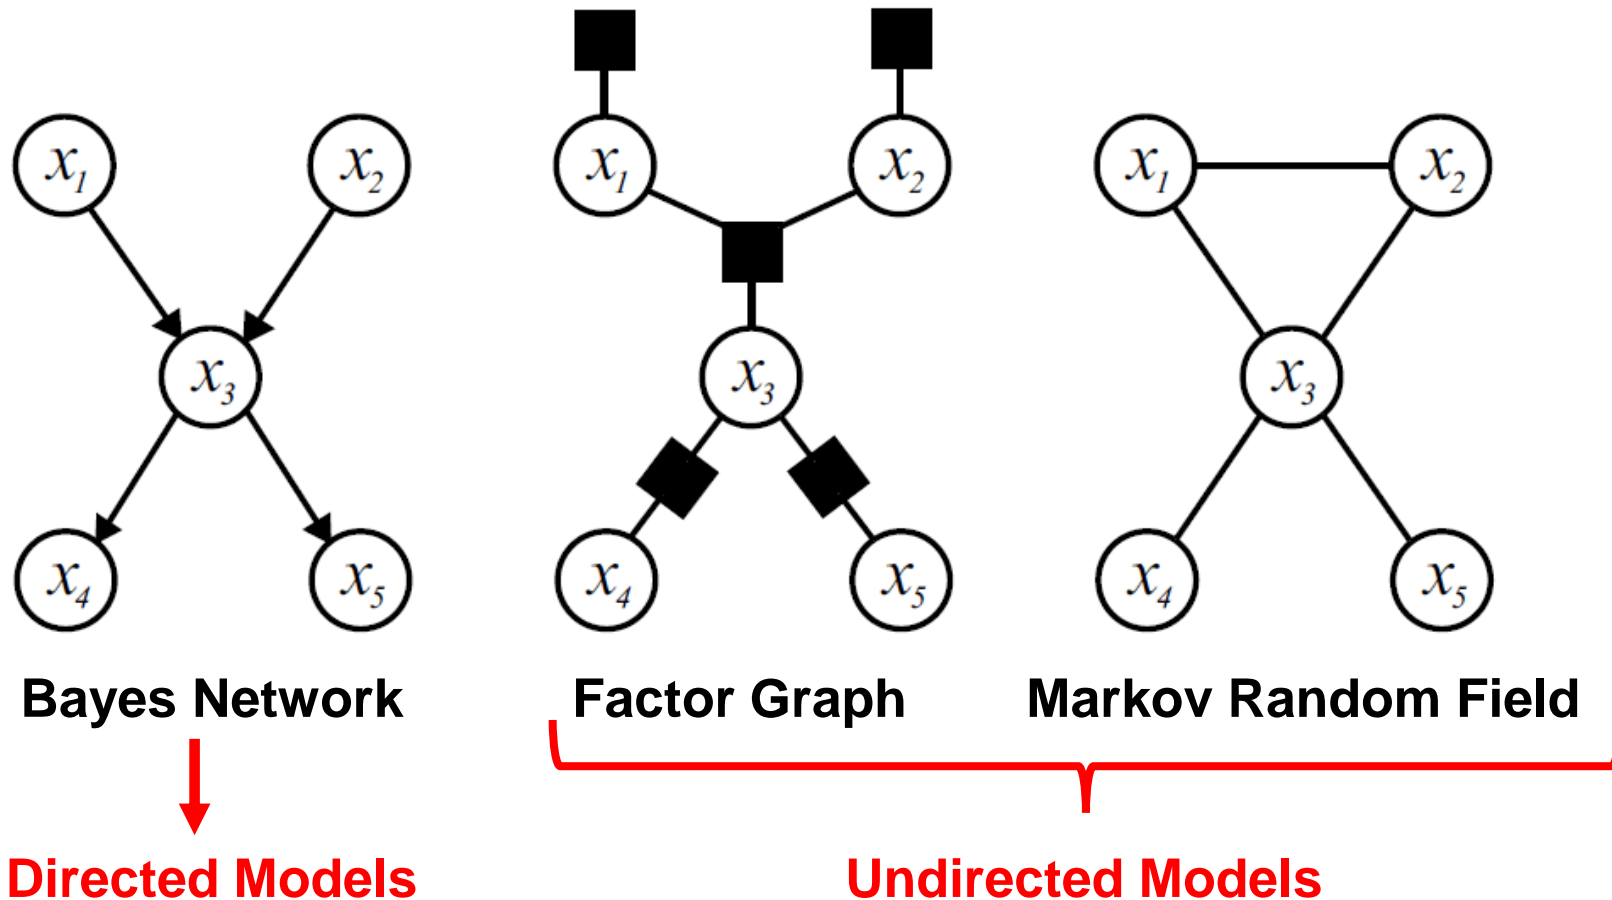 x1 x2 x1 x2 x1 x2
x3 x3 x3
x4 x5 x4 x5 x4 x5
Bayes Network Factor Graph Markov Random Field
Directed Models Undirected Models